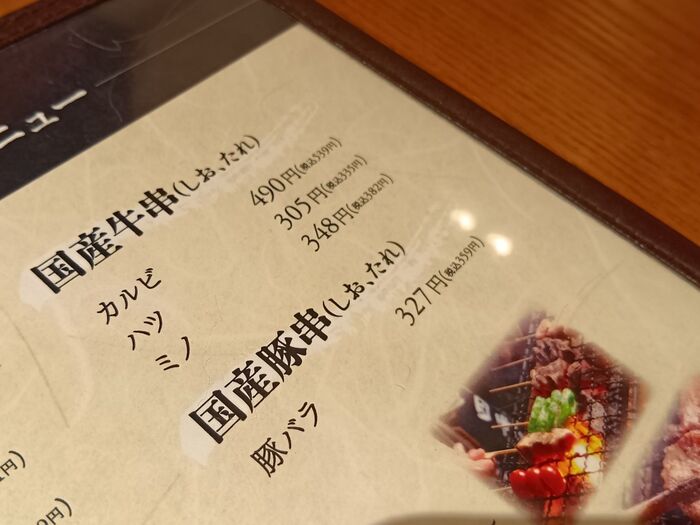 ニュー
国産牛串(しお、たれ)
カルビ 490円(税込539円)
ハツ 305円(税込335円)
ミノ 348円(税込382円)
国産豚串(しお、たれ)
豚バラ 327円(税込359円)
円)
円)